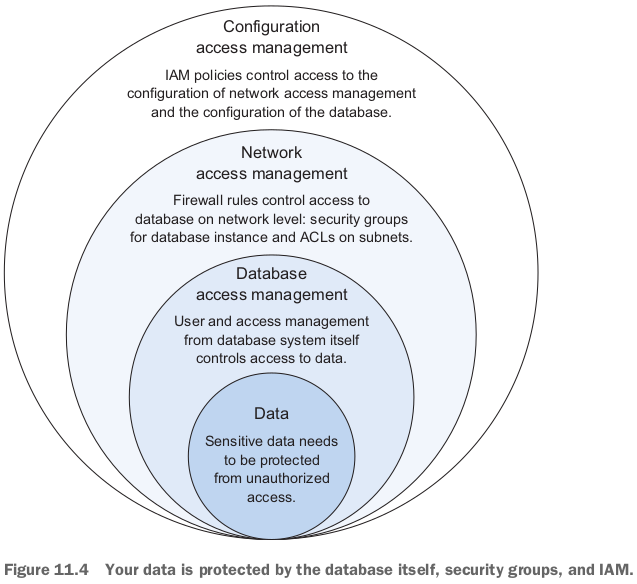 Configuration
access management
IAM policies control access to the
configuration of network access management
and the configuration of the database.
Network
access management
Firewall rules control access to
database on network level: security groups
for database instance and ACLs on subnets.
Database
access management
User and access management
from database system itself
controls access to data.
Data
Sensitive data needs
to be protected
from unauthorized
access.
Figure 11.4 Your data is protected by the database itself, security groups, and IAM.